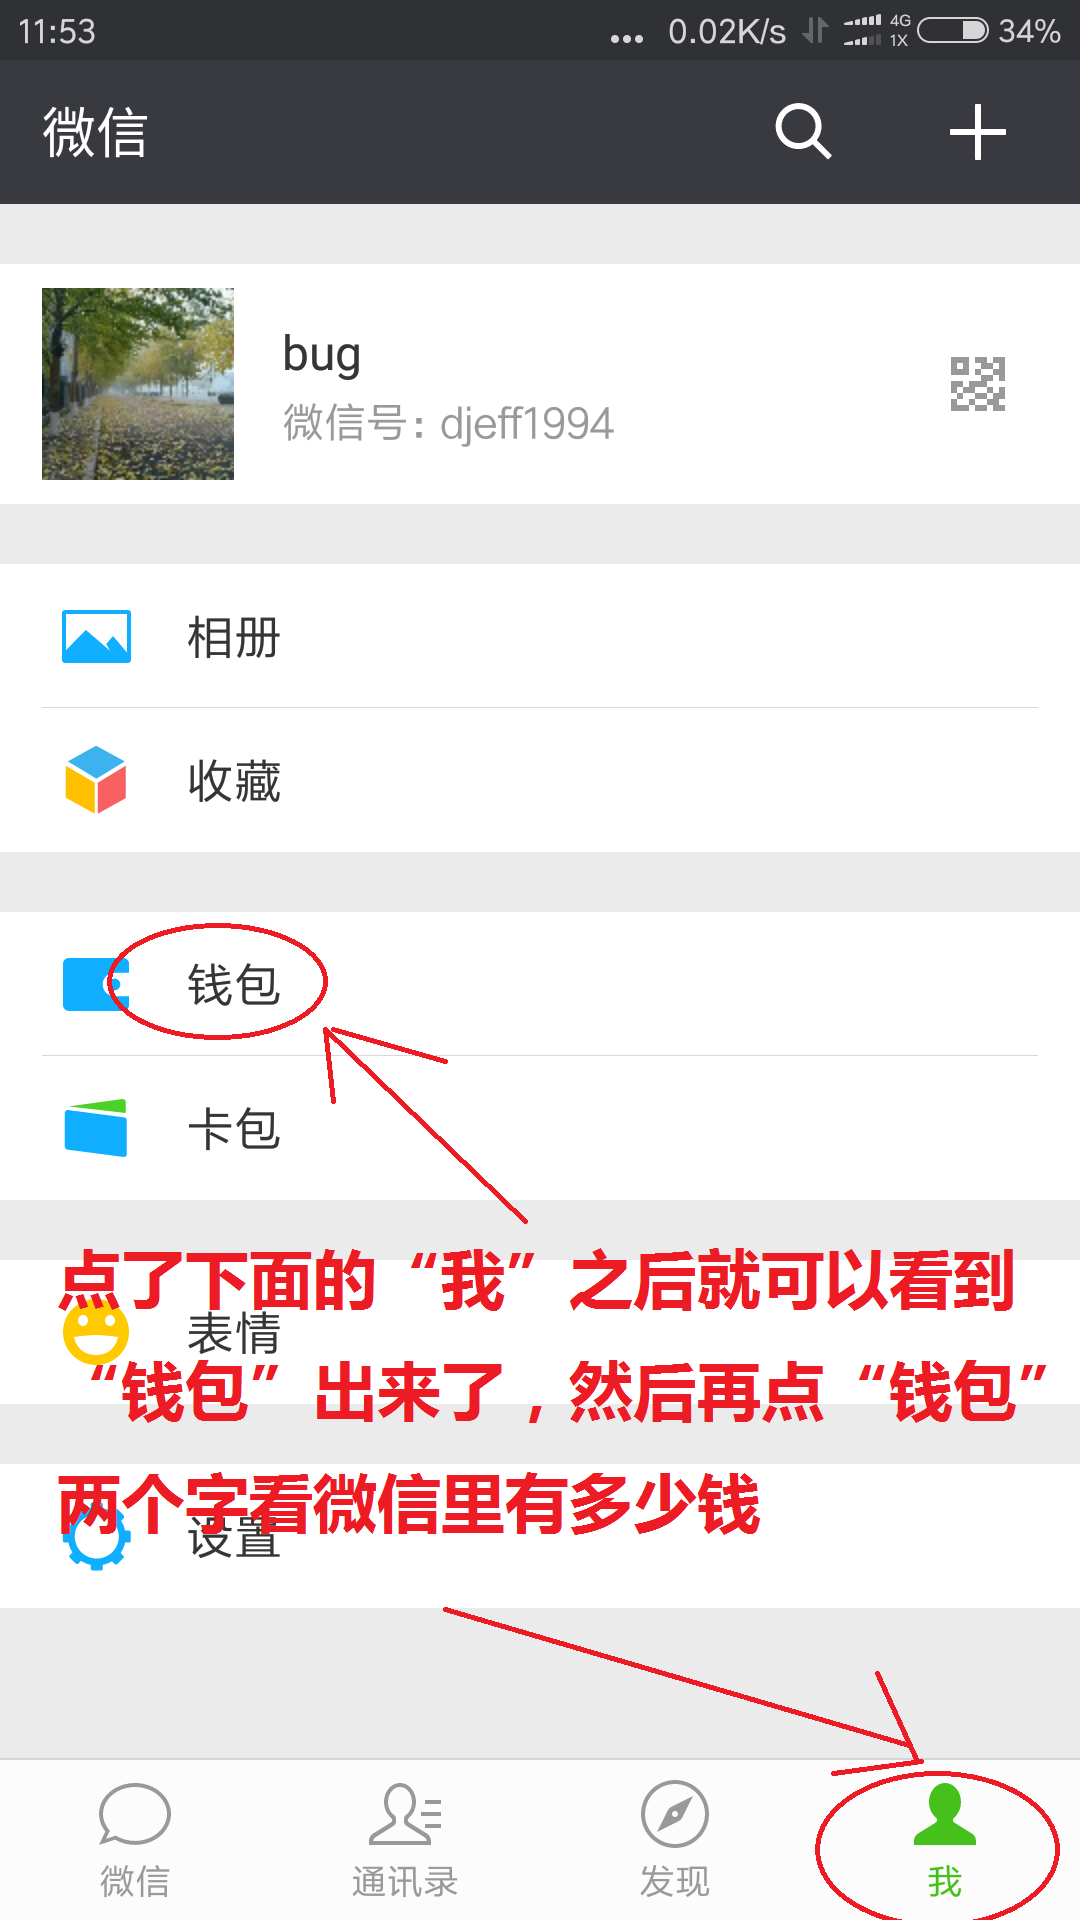 11:53
... 0.02K/s 4G 1X 34%
微信
bug
微信号: djeff1994
相册
收藏
钱包
卡包
点了下面的“我”之后就可以看到
表情
“钱包”出来了，然后再点“钱包”
两个字看微信里有多少钱
设置
微信
通讯录
发现
我